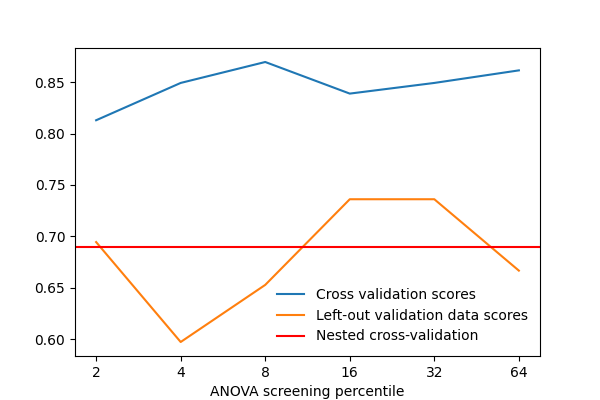 0.85
0.80
0.75
0.70
0.65
0.60
Cross validation scores
Left-out validation data scores
Nested cross-validation
2 4 8 16 32 64
ANOVA screening percentile